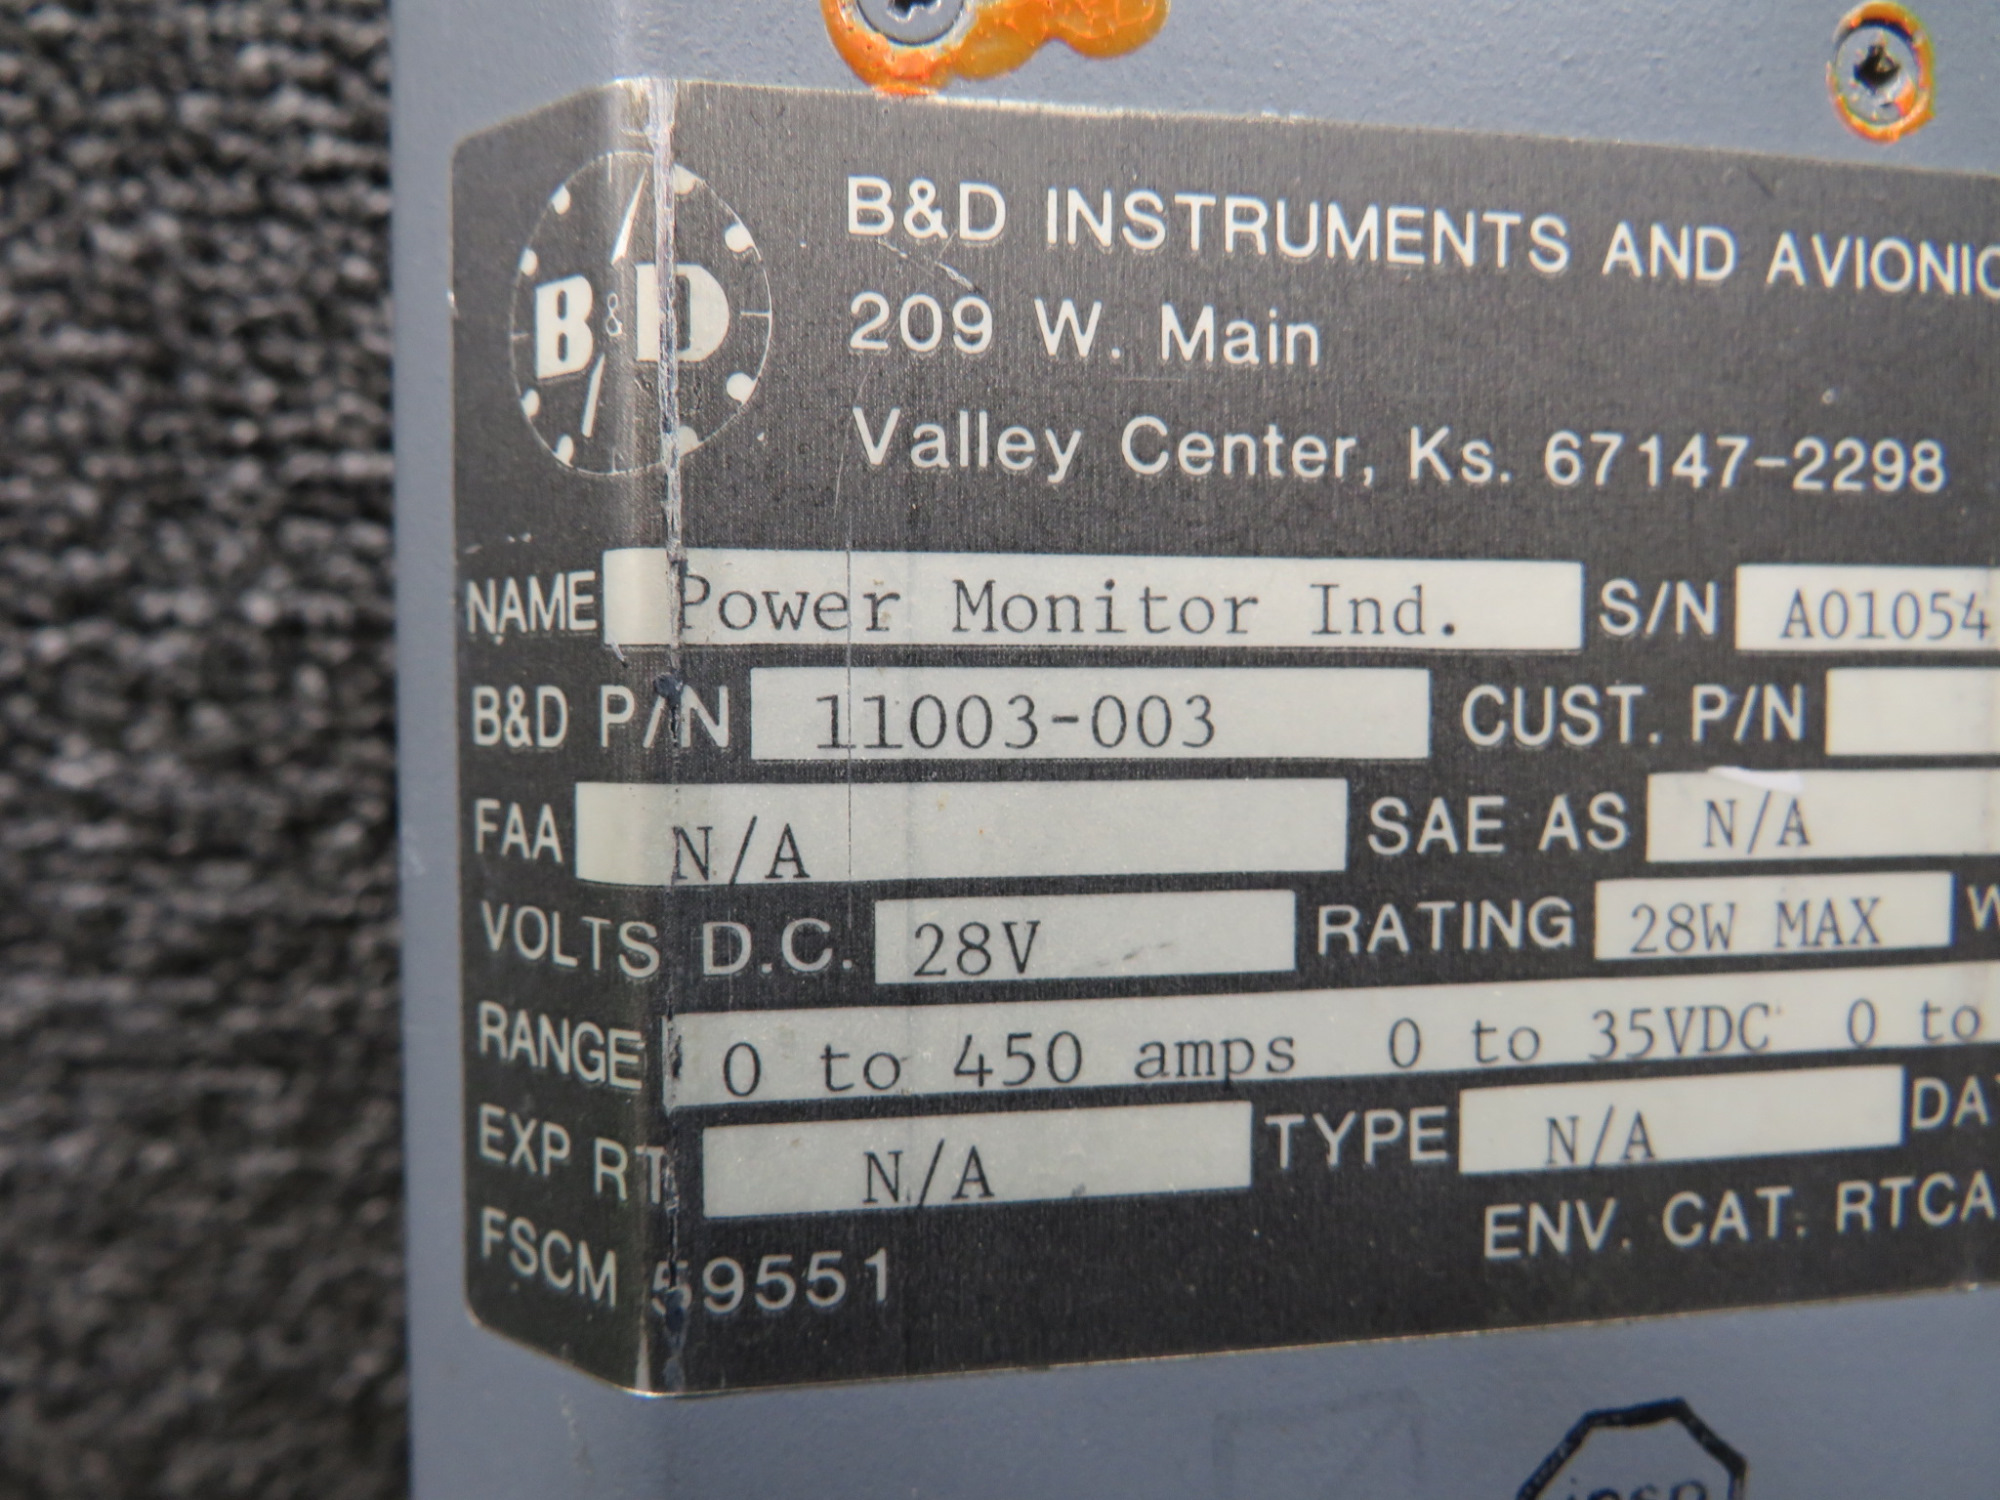 B&D
B&D INSTRUMENTS AND AVIONIC
209 W. Main
Valley Center, Ks. 67147-2298
NAME Power Monitor Ind. S/N A01054
B&D P/N 11003-003 CUST. P/N
FAA N/A SAE AS N/A
VOLTS D.C. 28V RATING 28W MAX W
RANGE 0 to 450 amps 0 to 35VDC 0 to
EXP RT N/A TYPE N/A DA
FSCM 59551 ENV. CAT. RTCA
insp